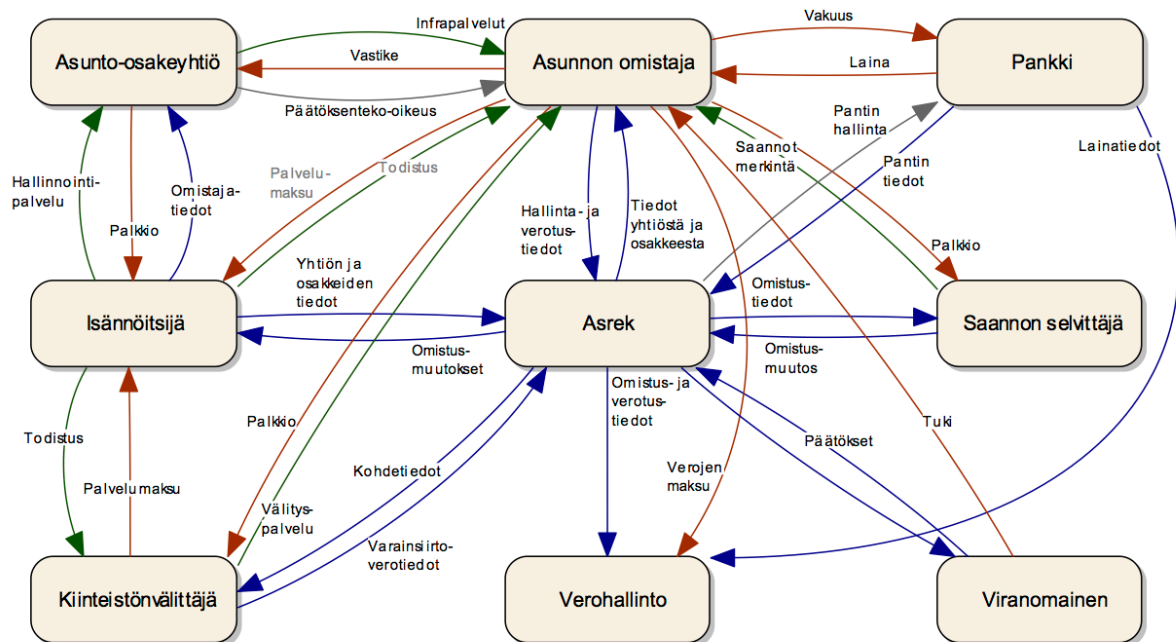 Infrapalvelut
Vakuus
Asunto-osakeyhtiö
Vastike
Asunnon omistaja
Laina
Pankki
Päätöksenteko-oikeus
Pantin
hallinta
Saannot
merkintä
Lainatiedot
Pantin
tiedot
Hallinnointi-
palvelu
Omistaja-
tiedot
Palvelu-
maksu
Todistus
Palkkio
Hallinta- ja
verotus-
tiedot
Tiedot
yhtiöstä ja
osakkeesta
Palkkio
Yhtiön ja
osakkeiden
tiedot
Omistus-
tiedot
Isännöitsijä
Asrek
Saannon selvittäjä
Omistus-
muutokset
Omistus-
muutos
Omistus- ja
verotus-
tiedot
Todistus
Palkkio
Tuki
Päätökset
Kohdetiedot
Verojen
maksu
Palvelumaksu
Välitys-
palvelu
Varainsiirto-
verotiedot
Kiinteistönvälittäjä
Verohallinto
Viranomainen